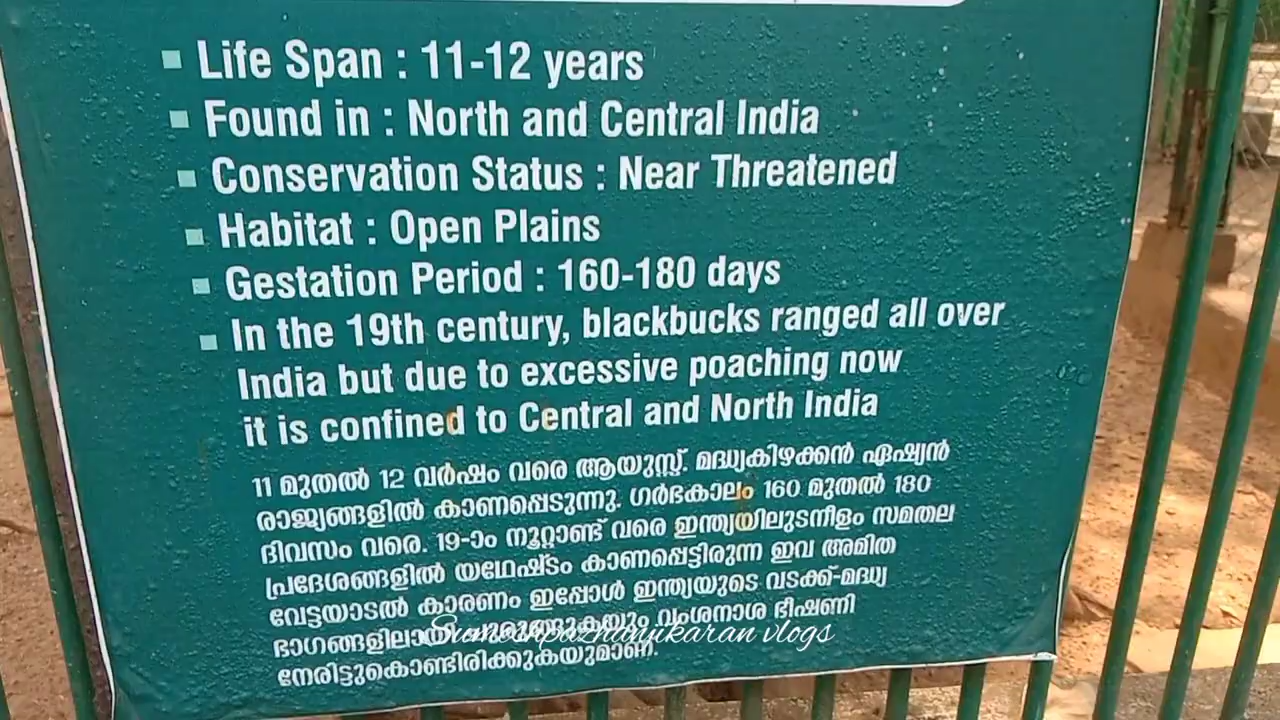 Life Span : 11-12 years
Found in : North and Central India
Conservation Status : Near Threatened
Habitat : Open Plains
Gestation Period : 160-180 days
In the 19th century, blackbucks ranged all over
India but due to excessive poaching now
it is confined to Central and North India
11 മുതൽ 12 വർഷം വരെ ആയുസ്സ്. മദ്ധ്യകിഴക്കൻ ഏഷ്യൻ
രാജ്യങ്ങളിൽ കാണപ്പെടുന്നു. ഗർഭകാലം 160 മുതൽ 180
ദിവസം വരെ. 19-ാം നൂറ്റാണ്ട് വരെ ഇന്ത്യയിലുടനീളം സമതല
പ്രദേശങ്ങളിൽ യഥേഷ്ടം കാണപ്പെട്ടിരുന്ന ഇവ അമിത
വേട്ടയാടൽ കാരണം ഇപ്പോൾ ഇന്ത്യയുടെ വടക്ക്-മദ്ധ്യ
ഭാഗങ്ങളിലായി ചുരുങ്ങുകയും വംശനാശ ഭീഷണി
നേരിട്ടുകൊണ്ടിരിക്കുകയുമാണ്.
vlogs